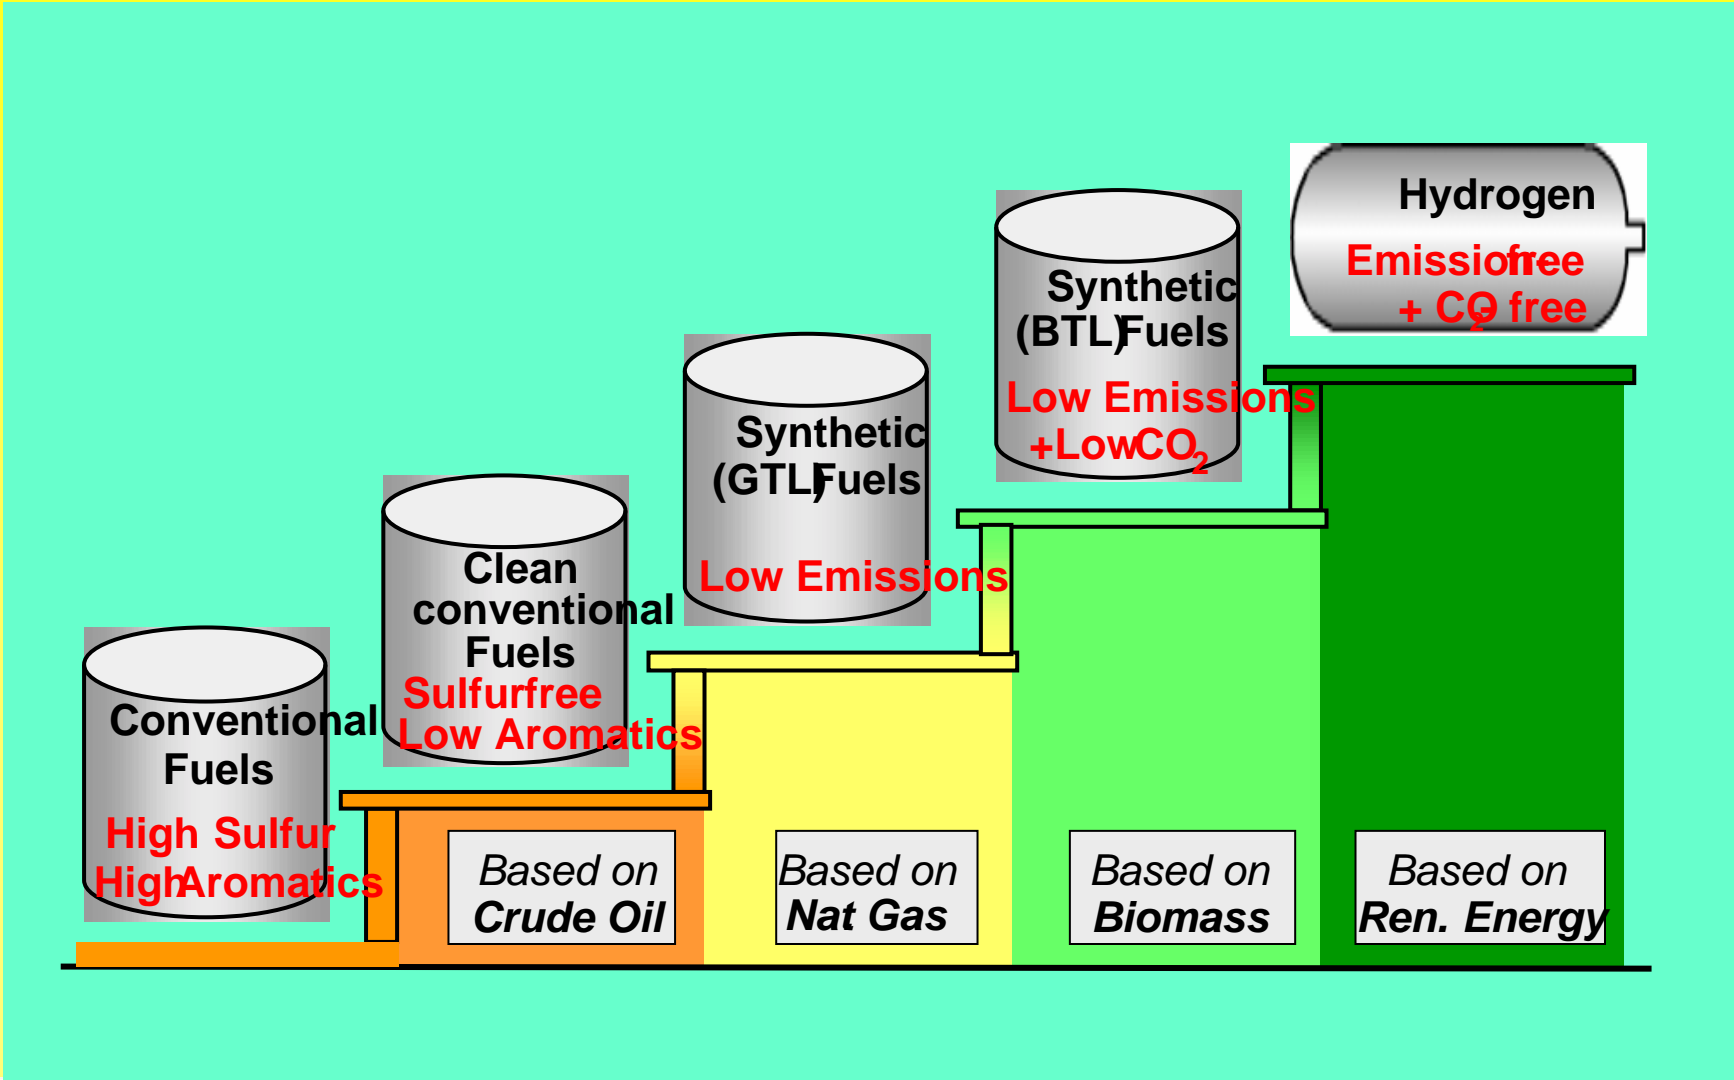 Conventional
Fuels
High Sulfur
High Aromatics
Clean
conventional
Fuels
Sulfurfree
Low Aromatics
Based on
Crude Oil
Synthetic
(GTL) Fuels
Low Emissions
Based on
Nat. Gas
Synthetic
(BTL) Fuels
Low Emissions
+Low CO2
Based on
Biomass
Hydrogen
Emission-free
+ CO2- free
Based on
Ren. Energy